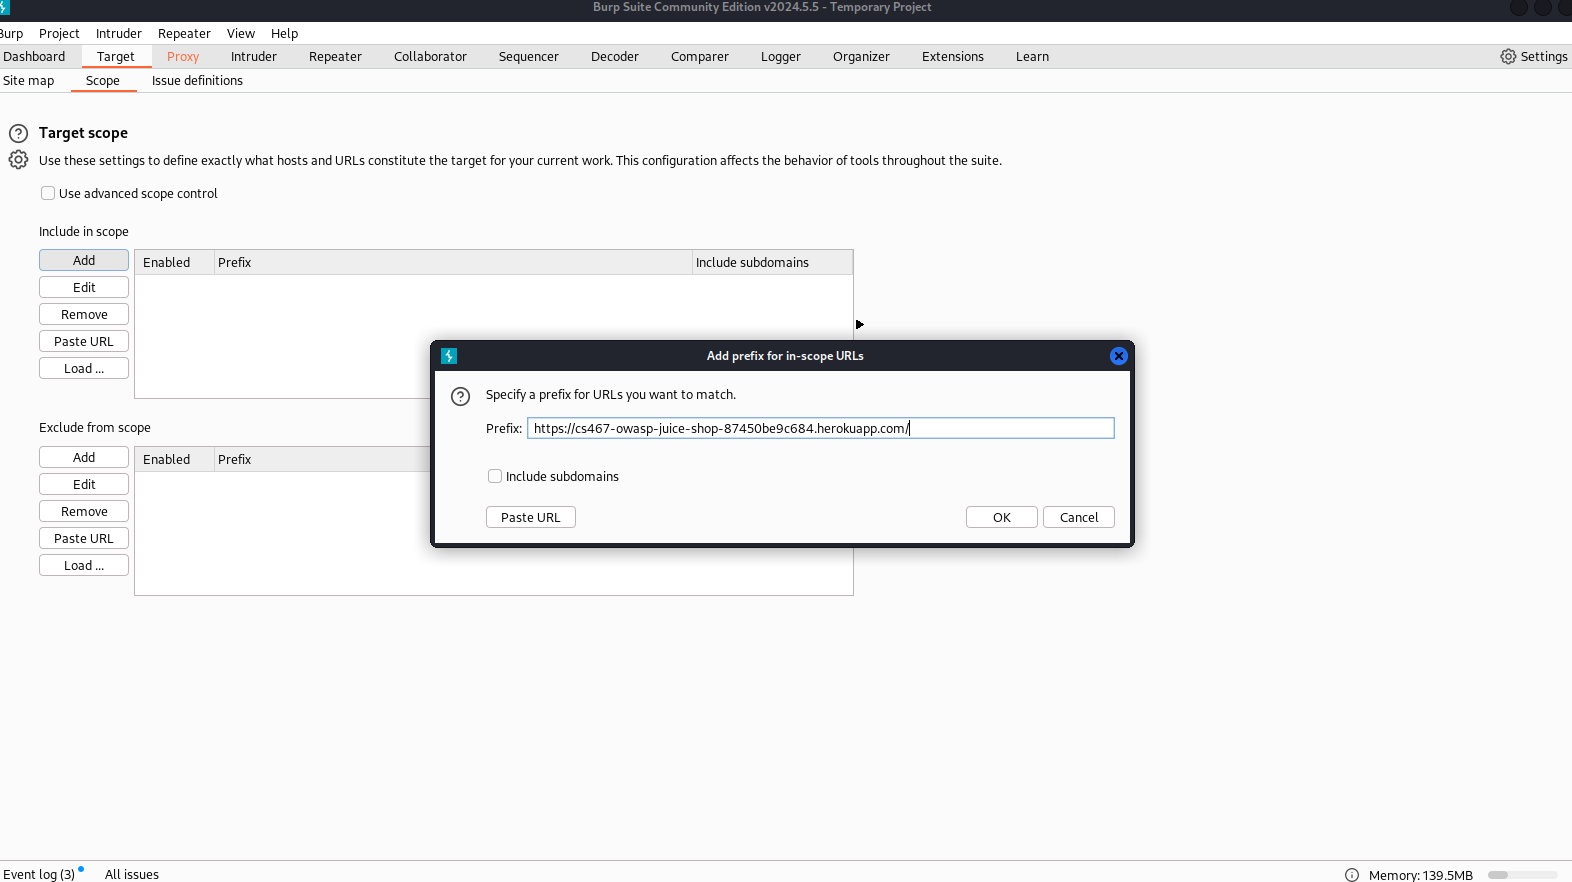 Burp Suite Community Edition v2024.5.5 - Temporary Project
Burp Project Intruder Repeater View Help
Dashboard Target Proxy Intruder Repeater Collaborator Sequencer Decoder Comparer Logger Organizer Extensions Learn Settings
Site map Scope Issue definitions
Target scope
Use these settings to define exactly what hosts and URLs constitute the target for your current work. This configuration affects the behavior of tools throughout the suite.
Use advanced scope control
Include in scope
Add Enabled Prefix Include subdomains
Edit
Remove
Paste URL
Load ...
Add prefix for in-scope URLs
Specify a prefix for URLs you want to match.
Prefix: https://cs467-owasp-juice-shop-87450be9c684.herokuapp.com/
Include subdomains
Paste URL OK Cancel
Exclude from scope
Add Enabled Prefix
Edit
Remove
Paste URL
Load ...
Event log (3) All issues Memory: 139.5MB